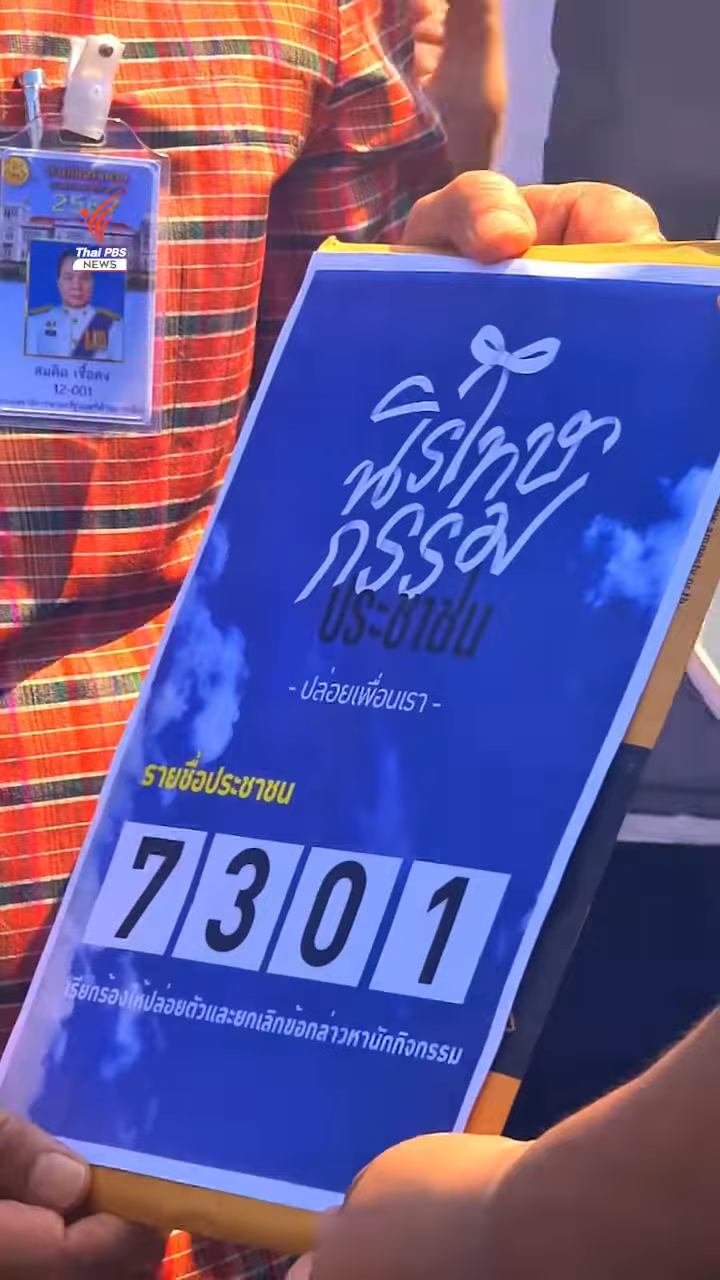 Thai PBS
NEWS
สมคิด เชื้อคง
12-001
นิรโทษ
กรรม
ประชาชน
- ปล่อยเพื่อนเรา -
รายชื่อประชาชน
7301
เรียกร้องให้ปล่อยตัวและยกเลิกข้อกล่าวหานักกิจกรรม